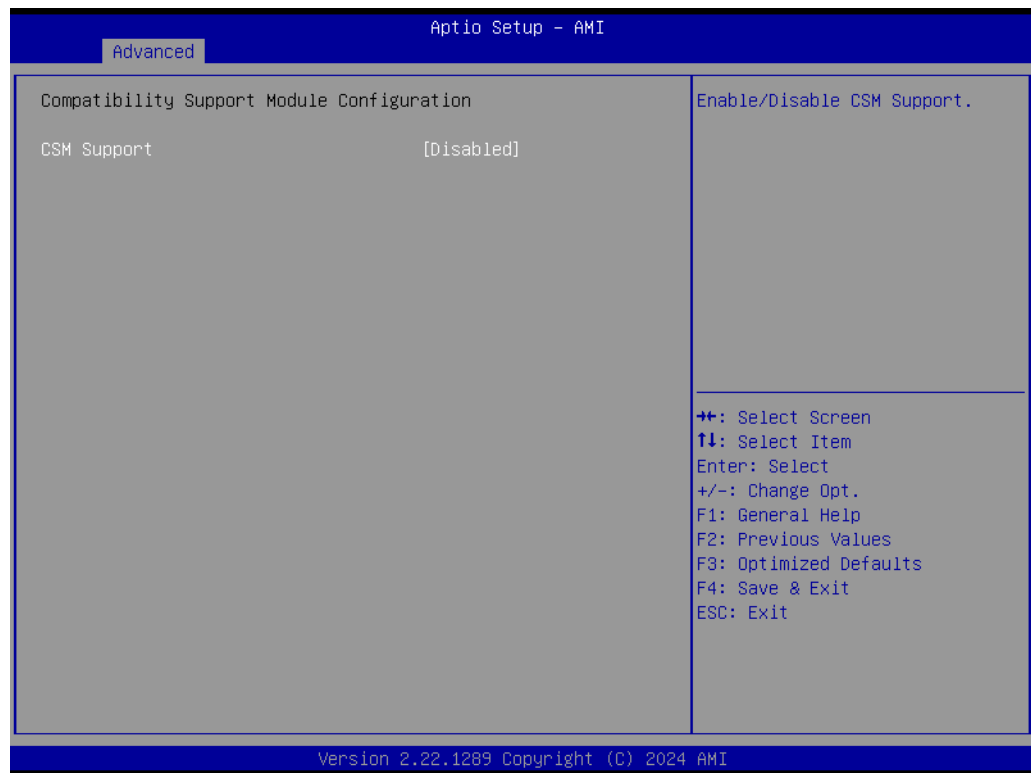 Aptio Setup – AMI
Advanced
Compatibility Support Module Configuration
CSM Support [Disabled]
Enable/Disable CSM Support.
→←: Select Screen
↑↓: Select Item
Enter: Select
+/-: Change Opt.
F1: General Help
F2: Previous Values
F3: Optimized Defaults
F4: Save & Exit
ESC: Exit
Version 2.22.1289 Copyright (C) 2024 AMI